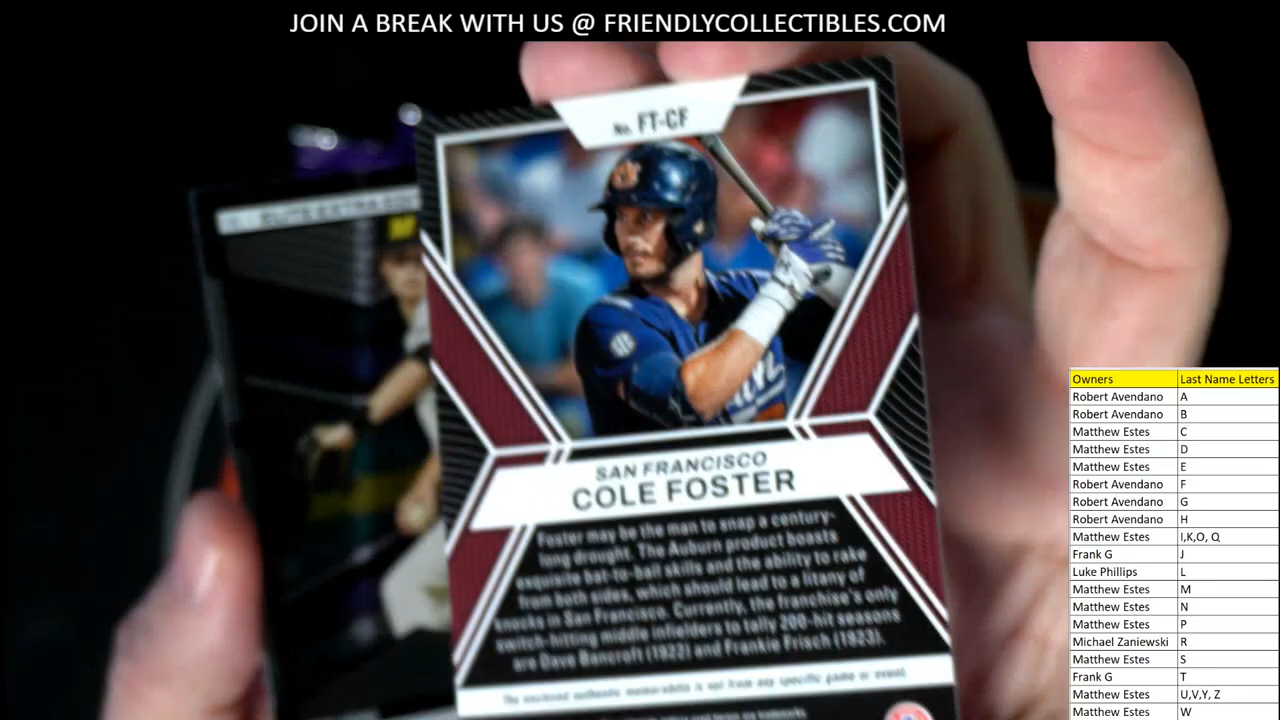 JOIN A BREAK WITH US @ FRIENDLYCOLLECTIBLES.COM
No. FT-CF
SAN FRANCISCO
COLE FOSTER
Foster may be the man to snap a century-
long drought. The Auburn product boasts
exquisite bat-to-ball skills and the ability to rake
from both sides, which should lead to a litany of
knocks in San Francisco. Currently, the franchise's only
switch-hitting middle infielders to tally 200-hit seasons
are Dave Bancroft (1922) and Frankie Frisch (1923).
The enclosed authentic memorabilia is not from any specific game or event.
Owners Last Name Letters
Robert Avendano A
Robert Avendano B
Matthew Estes C
Matthew Estes D
Matthew Estes E
Robert Avendano F
Robert Avendano G
Robert Avendano H
Matthew Estes I,K,O, Q
Frank G J
Luke Phillips L
Matthew Estes M
Matthew Estes N
Matthew Estes P
Michael Zaniewski R
Matthew Estes S
Frank G T
Matthew Estes U,V,Y, Z
Matthew Estes W